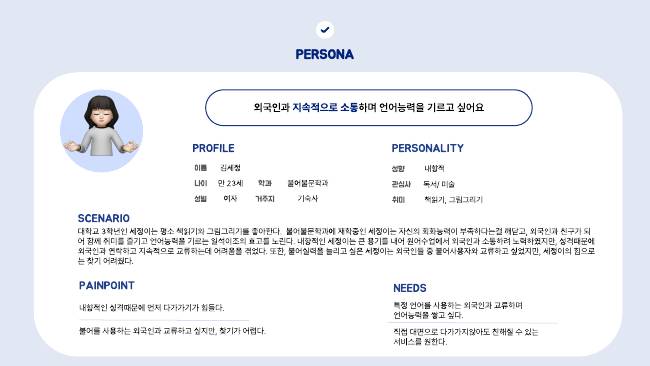 PERSONA
외국인과 지속적으로 소통하며 언어능력을 기르고 싶어요
PROFILE
이름 김세정
나이 만 23세 학과 불어불문학과
성별 여자 거주지 기숙사
PERSONALITY
성향 내향적
관심사 독서/ 미술
취미 책읽기, 그림그리기
SCENARIO
대학교 3학년인 세정이는 평소 책읽기와 그림그리기를 좋아한다. 불어불문학과에 재학중인 세정이는 자신의 회화능력이 부족하다는걸 깨닫고, 외국인과 친구가 되
어 함께 취미를 즐기고 언어능력을 기르는 일석이조의 효고를 노린다. 내향적인 세정이는 큰 용기를 내어 원어수업에서 외국인과 소통하려 노력하였지만, 성격때문에
외국인과 연락하고 지속적으로 교류하는데 어려움을 겪었다. 또한, 불어실력을 늘리고 싶은 세정이는 외국인들 중 불어사용자와 교류하고 싶었지만, 세정이의 힘으로
는 찾기 어려웠다.
PAINPOINT
내향적인 성격때문에 먼저 다가가기가 힘들다.
불어를 사용하는 외국인과 교류하고 싶지만, 찾기가 어렵다.
NEEDS
특정 언어를 사용하는 외국인과 교류하며
언어능력을 쌓고 싶다.
직접 대면으로 다가가지않아도 친해질 수 있는
서비스를 원한다.